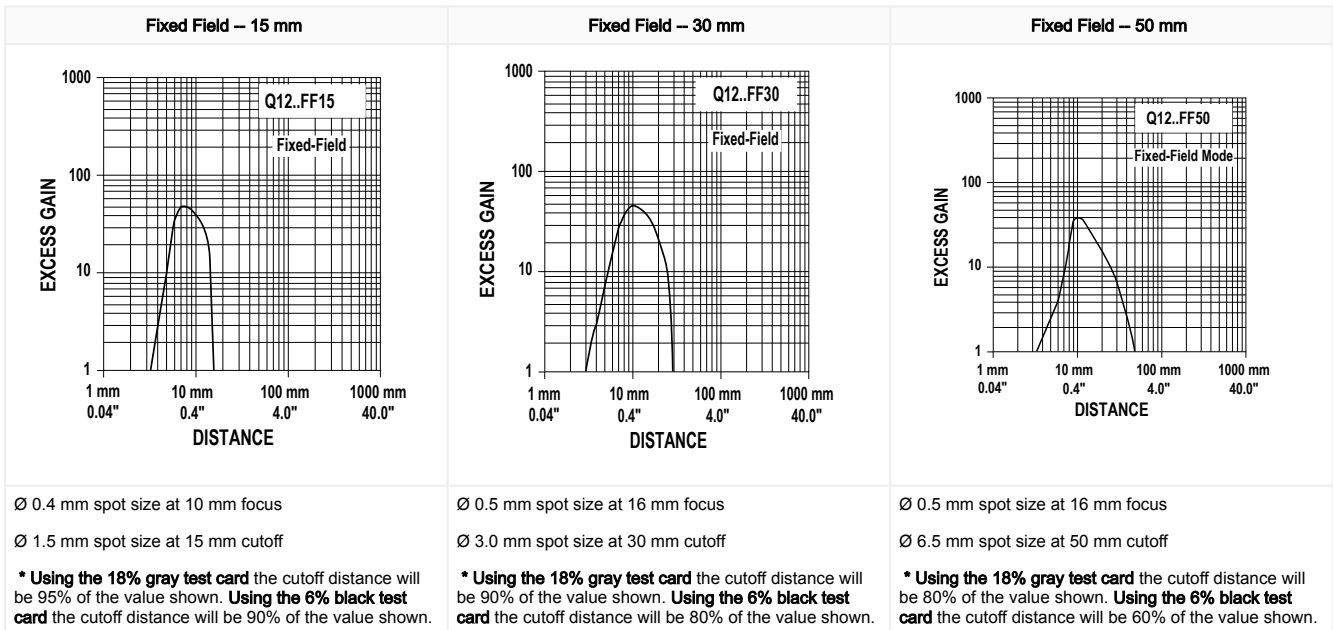 Fixed Field -- 15 mm
Fixed Field -- 30 mm
Fixed Field -- 50 mm
1000
100
10
1
EXCESS GAIN
Q12..FF15
Fixed-Field
1 mm 10 mm 100 mm 1000 mm
0.04" 0.4" 4.0" 40.0"
DISTANCE
1000
100
10
1
EXCESS GAIN
Q12..FF30
Fixed-Field
1 mm 10 mm 100 mm 1000 mm
0.04" 0.4" 4.0" 40.0"
DISTANCE
1000
100
10
1
EXCESS GAIN
Q12..FF50
Fixed-Field Mode
1 mm 10 mm 100 mm 1000 mm
0.04" 0.4" 4.0" 40.0"
DISTANCE
Ø 0.4 mm spot size at 10 mm focus
Ø 1.5 mm spot size at 15 mm cutoff
* Using the 18% gray test card the cutoff distance will
be 95% of the value shown. Using the 6% black test
card the cutoff distance will be 90% of the value shown.
Ø 0.5 mm spot size at 16 mm focus
Ø 3.0 mm spot size at 30 mm cutoff
* Using the 18% gray test card the cutoff distance will
be 90% of the value shown. Using the 6% black test
card the cutoff distance will be 80% of the value shown.
Ø 0.5 mm spot size at 16 mm focus
Ø 6.5 mm spot size at 50 mm cutoff
* Using the 18% gray test card the cutoff distance will
be 80% of the value shown. Using the 6% black test
card the cutoff distance will be 60% of the value shown.